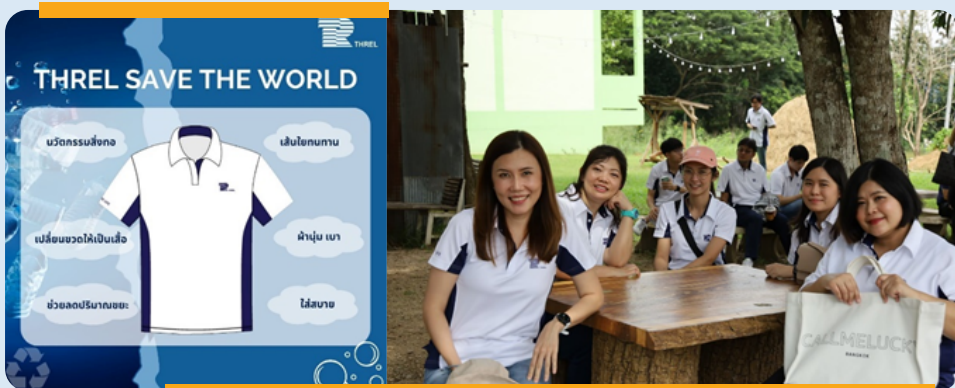 THREL
THREL SAVE THE WORLD
นวัตกรรมสิ่งทอ
เส้นใยทนทาน
เปลี่ยนขวดให้เป็นเสื้อ
ผ้านุ่ม เบา
ช่วยลดปริมาณขยะ
ใส่สบาย
CALLMELUCK
BANGKOK